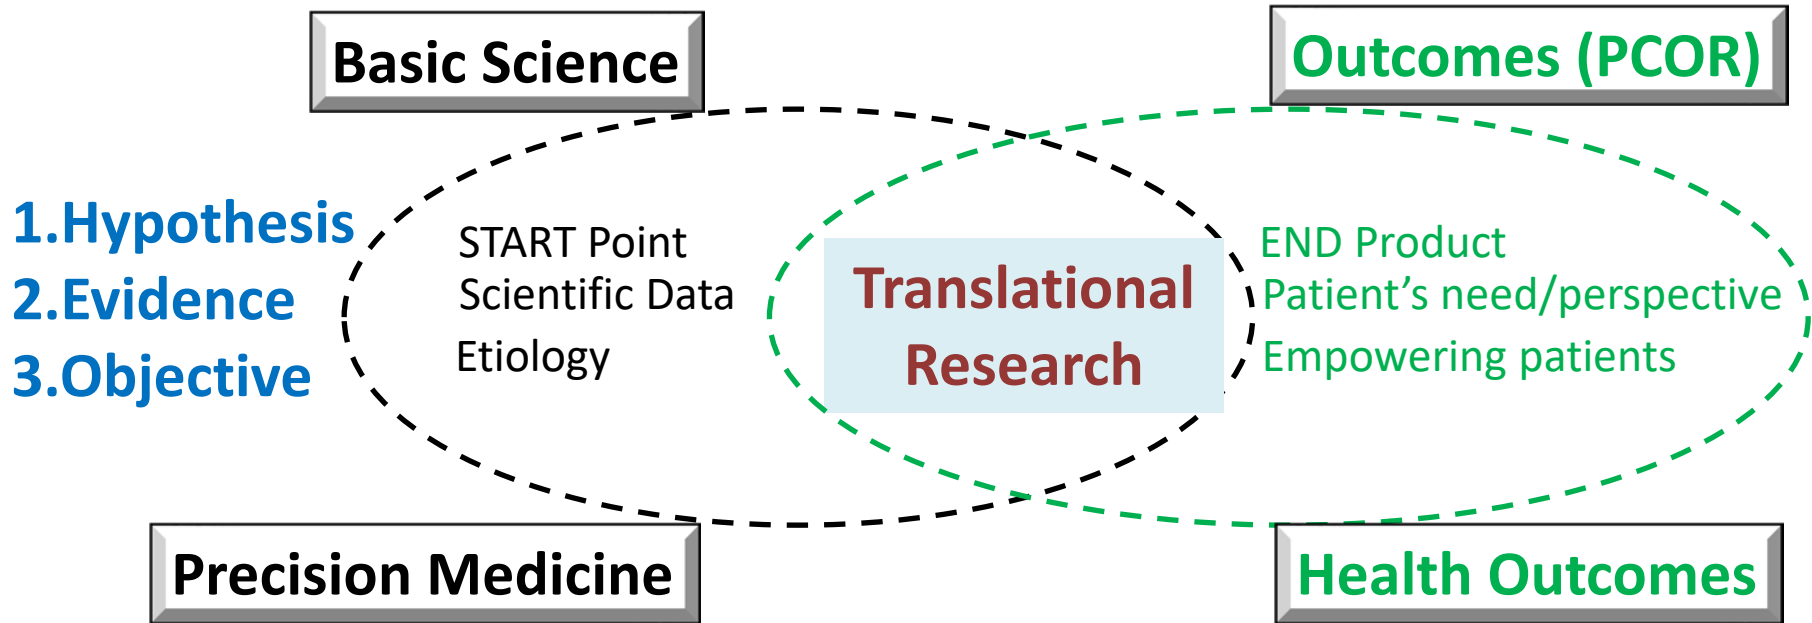 Basic Science
Outcomes (PCOR)
1.Hypothesis
2.Evidence
3.Objective
START Point
Scientific Data
Etiology
Translational
Research
END Product
Patient’s need/perspective
Empowering patients
Precision Medicine
Health Outcomes